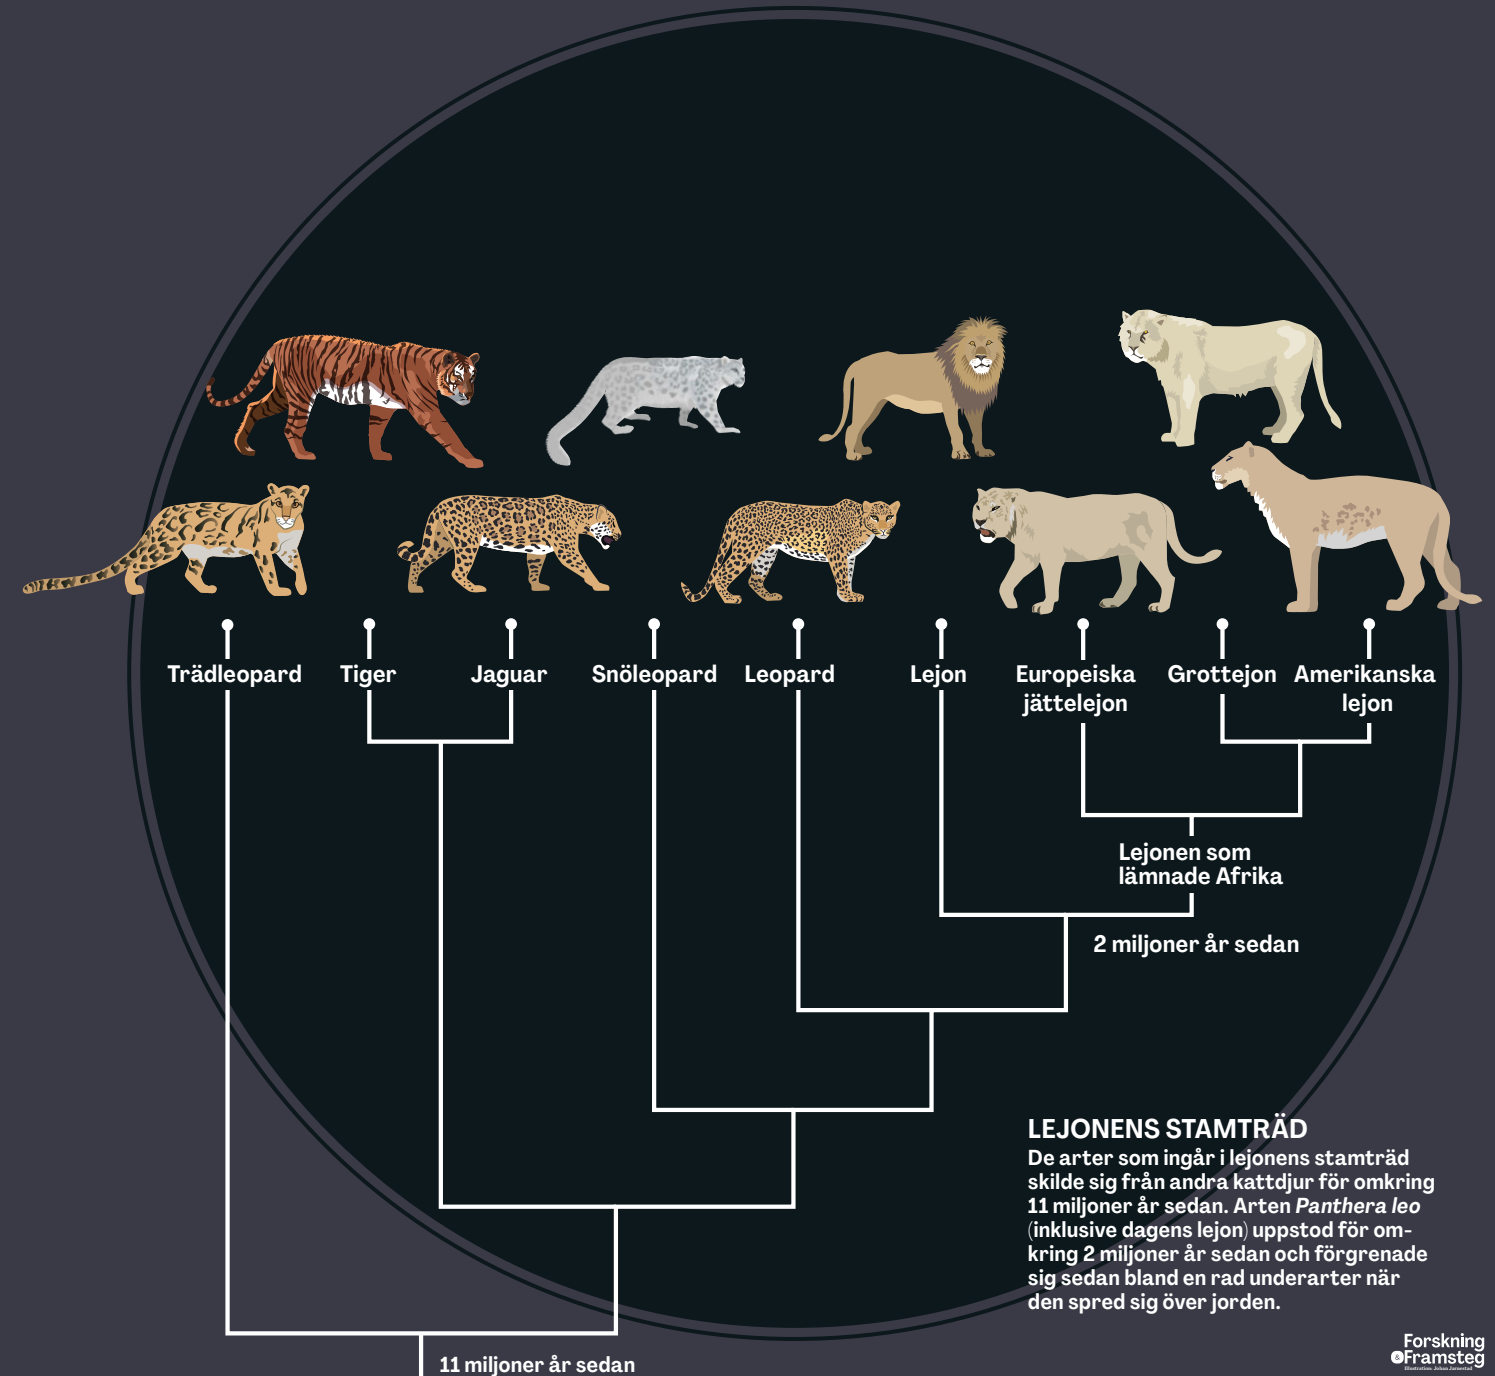 Trädleopard
Tiger
Jaguar
Snöleopard
Leopard
Lejon
Europeiska
jättelejon
Grottejon
Amerikanska
lejon
Lejonen som
lämnade Afrika
2 miljoner år sedan
LEJONENS STAMTRÄD
De arter som ingår i lejonens stamträd
skilde sig från andra kattdjur för omkring
11 miljoner år sedan. Arten Panthera leo
(inklusive dagens lejon) uppstod för om-
kring 2 miljoner år sedan och förgrenade
sig sedan bland en rad underarter när
den spred sig över jorden.
11 miljoner år sedan
Forskning
&Framsteg
Illustration: Johan Jarnestad